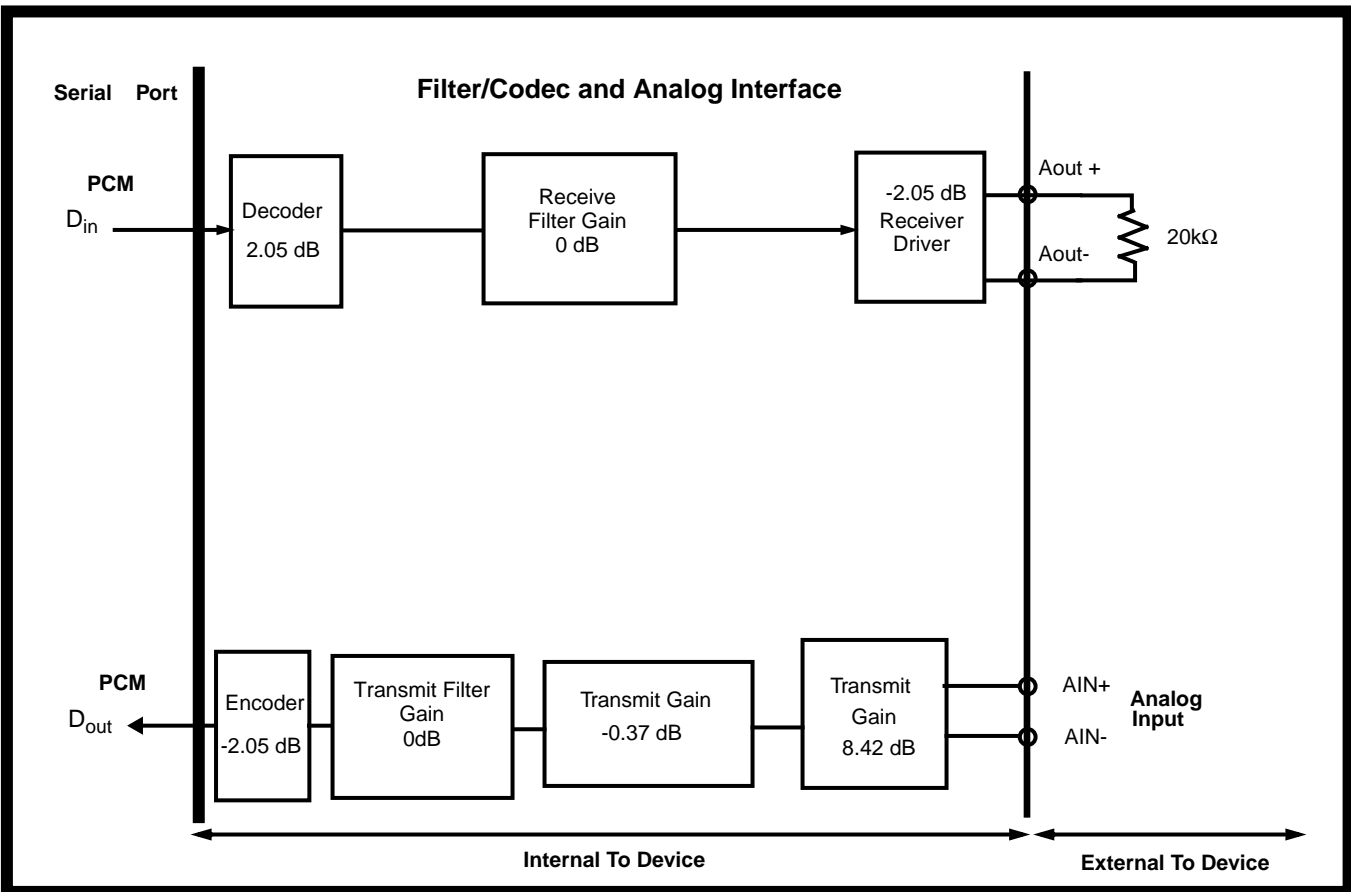 Filter/Codec and Analog Interface
Serial Port
PCM
Din
Decoder
2.05 dB
Receive
Filter Gain
0 dB
-2.05 dB
Receiver
Driver
Aout +
Aout-
20kΩ
PCM
Dout
Encoder
-2.05 dB
Transmit Filter
Gain
0dB
Transmit Gain
-0.37 dB
Transmit
Gain
8.42 dB
AIN+
AIN-
Analog
Input
Internal To Device
External To Device